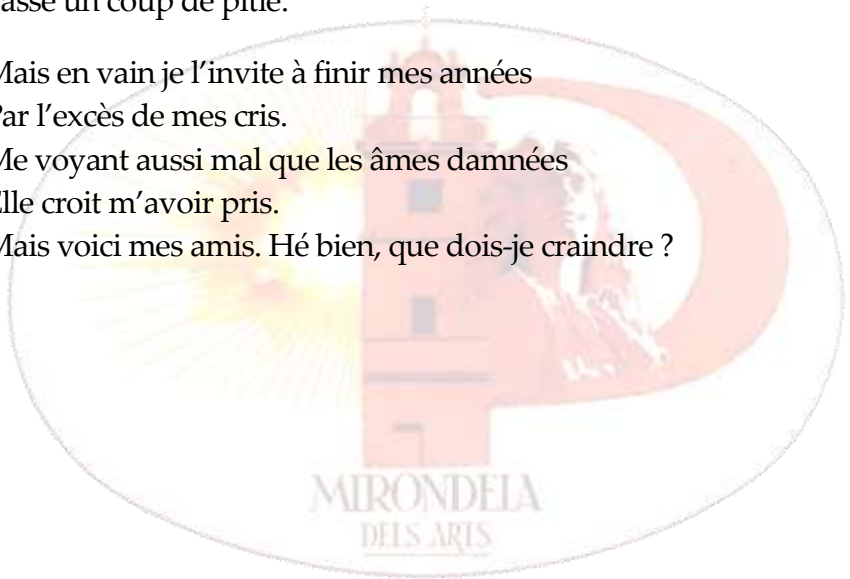 un coup de pitié.
Mais en vain je l’invite à finir mes années
Par l’excès de mes cris.
Me voyant aussi mal que les âmes damnées
Elle croit m’avoir pris.
Mais voici mes amis. Hé bien, que dois-je craindre ?
MIRONDELA
DELS ARTS